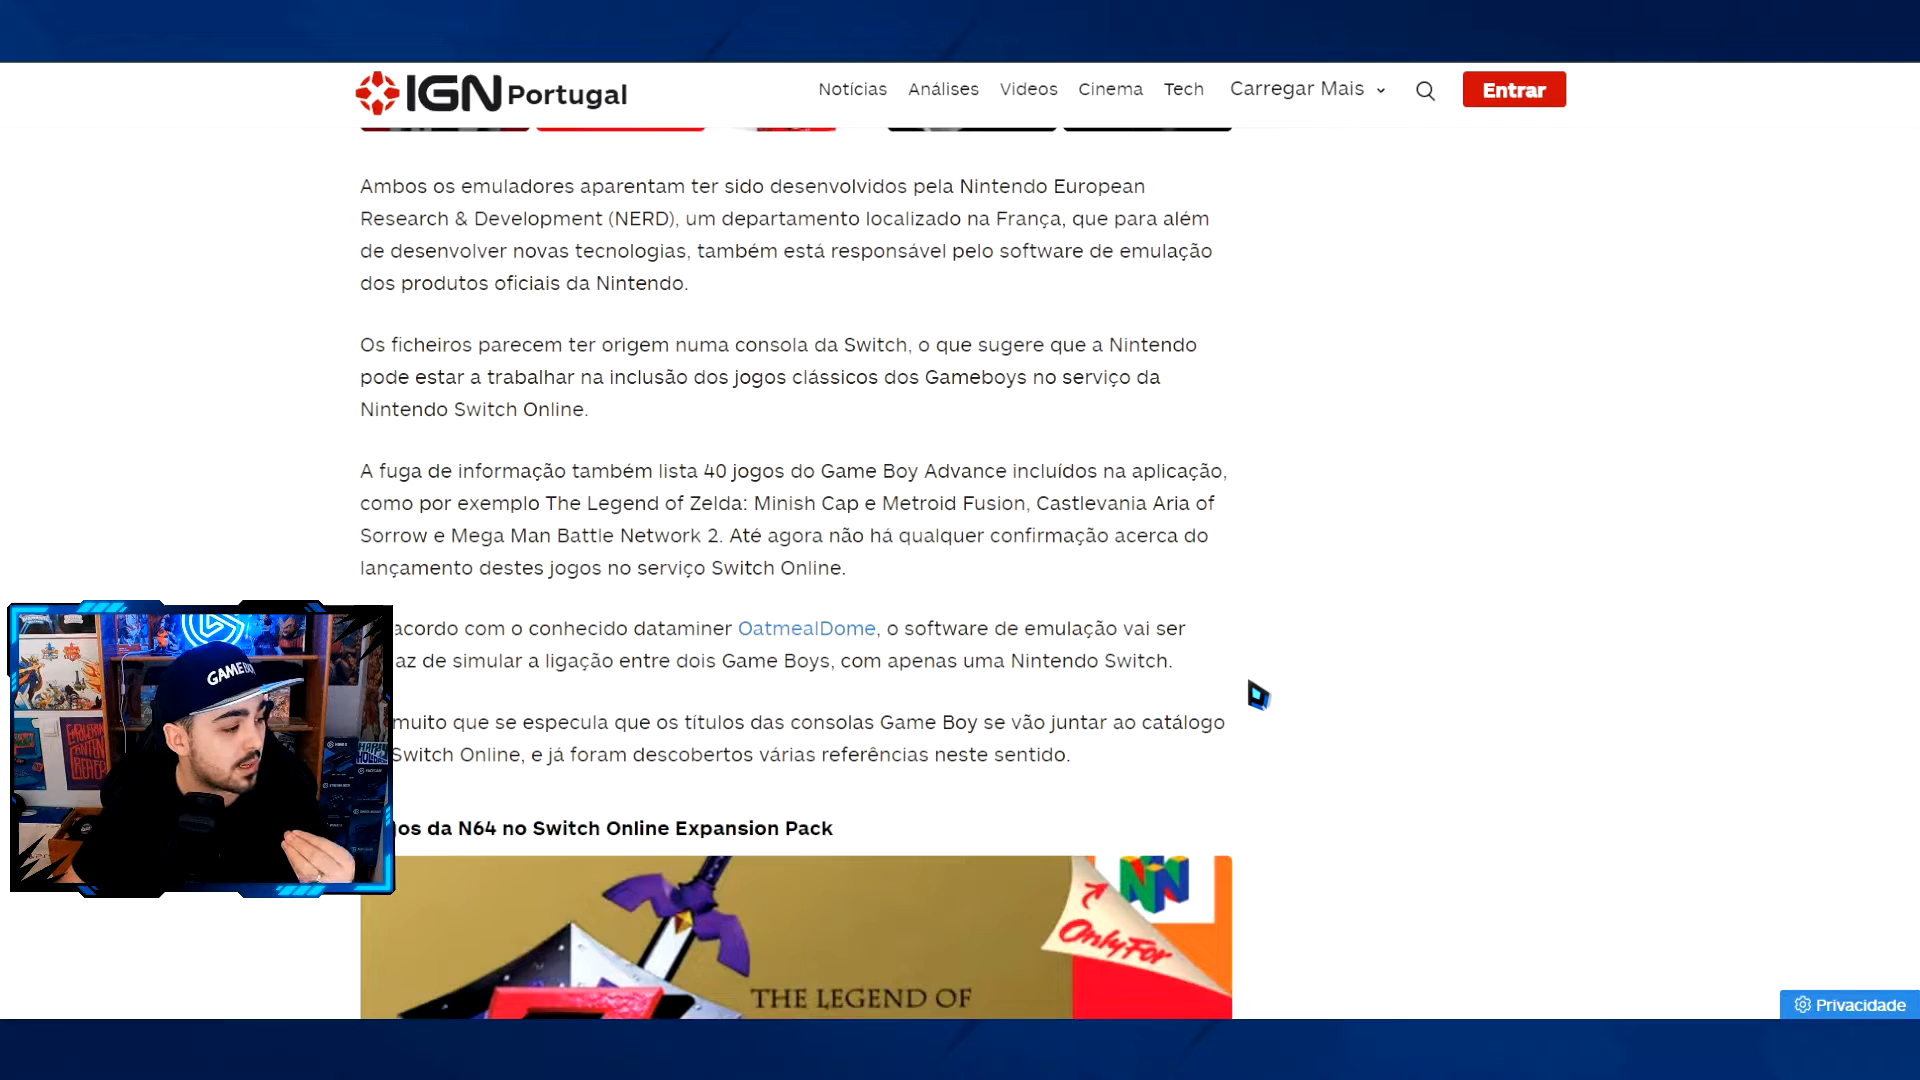 IGN Portugal
Notícias Análises Videos Cinema Tech Carregar Mais Entrar
Ambos os emuladores aparentam ter sido desenvolvidos pela Nintendo European
Research & Development (NERD), um departamento localizado na França, que para além
de desenvolver novas tecnologias, também está responsável pelo software de emulação
dos produtos oficiais da Nintendo.
Os ficheiros parecem ter origem numa consola da Switch, o que sugere que a Nintendo
pode estar a trabalhar na inclusão dos jogos clássicos dos Gameboys no serviço da
Nintendo Switch Online.
A fuga de informação também lista 40 jogos do Game Boy Advance incluídos na aplicação,
como por exemplo The Legend of Zelda: Minish Cap e Metroid Fusion, Castlevania Aria of
Sorrow e Mega Man Battle Network 2. Até agora não há qualquer confirmação acerca do
lançamento destes jogos no serviço Switch Online.
acordo com o conhecido dataminer OatmealDome, o software de emulação vai ser
az de simular a ligação entre dois Game Boys, com apenas uma Nintendo Switch.
muito que se especula que os títulos das consolas Game Boy se vão juntar ao catálogo
Switch Online, e já foram descobertos várias referências neste sentido.
os da N64 no Switch Online Expansion Pack
Only For
THE LEGEND OF
Privacidade